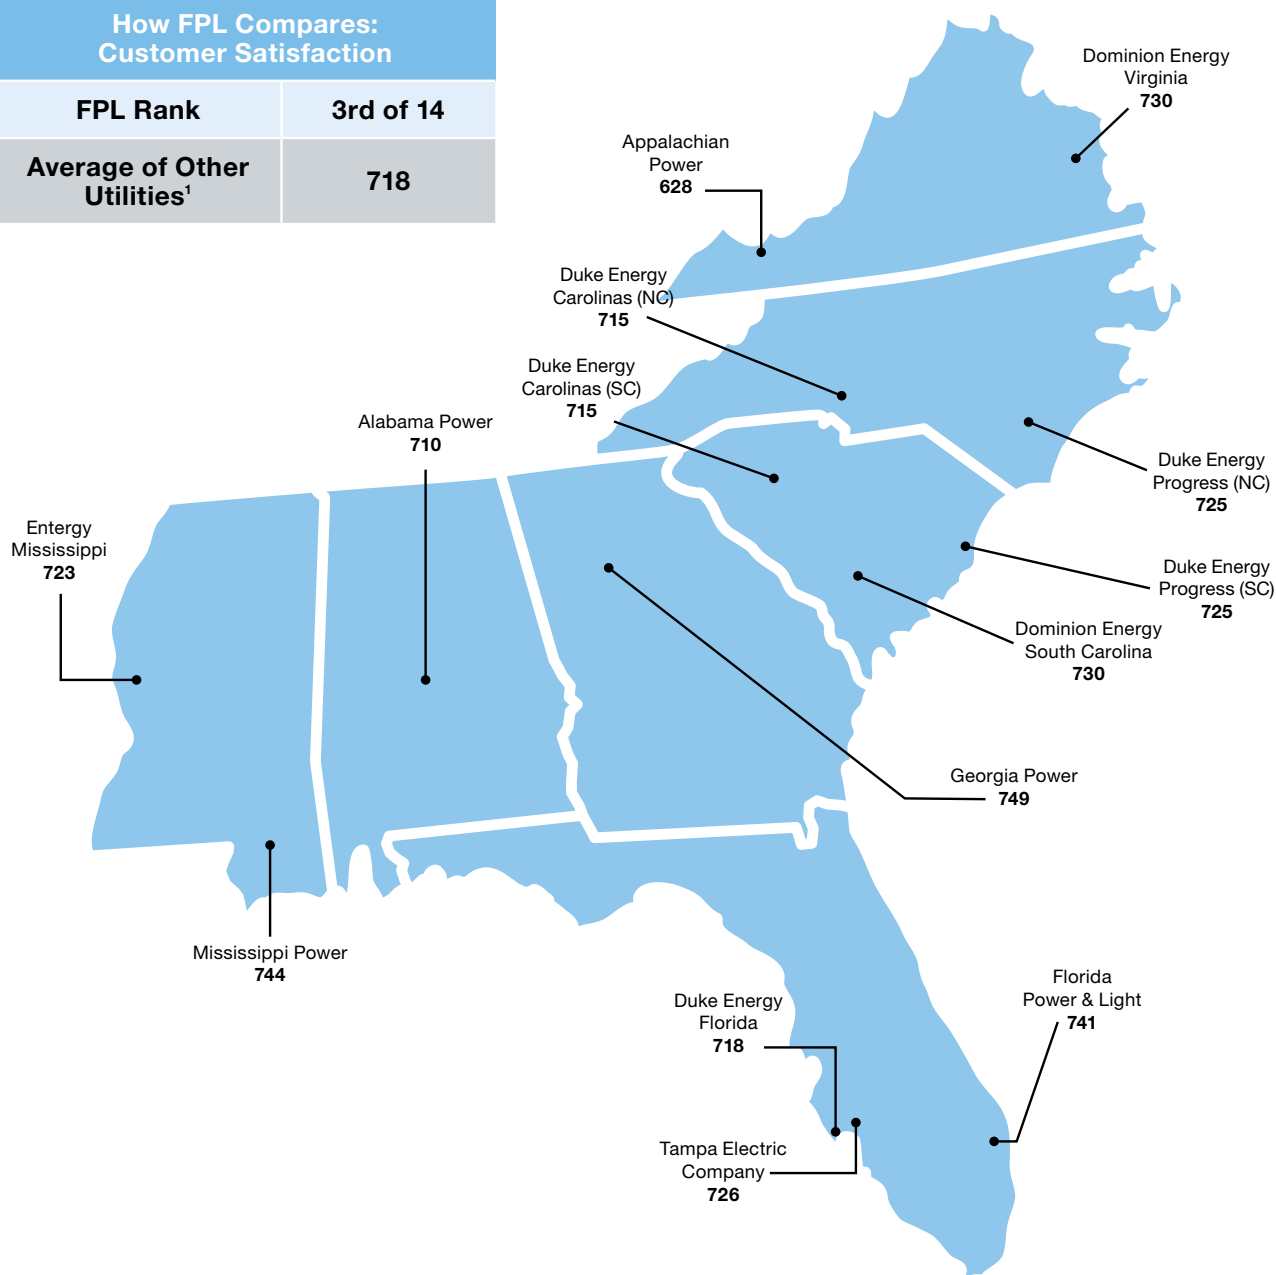 How FPL Compares:
Customer Satisfaction
FPL Rank
3rd of 14
Average of Other
Utilities¹
718
Dominion Energy
Virginia
730
Appalachian
Power
628
Duke Energy
Carolinas (NC)
715
Duke Energy
Carolinas (SC)
715
Alabama Power
710
Entergy
Mississippi
723
Duke Energy
Progress (NC)
725
Duke Energy
Progress (SC)
725
Dominion Energy
South Carolina
730
Georgia Power
749
Mississippi Power
744
Duke Energy
Florida
718
Florida
Power & Light
741
Tampa Electric
Company
726